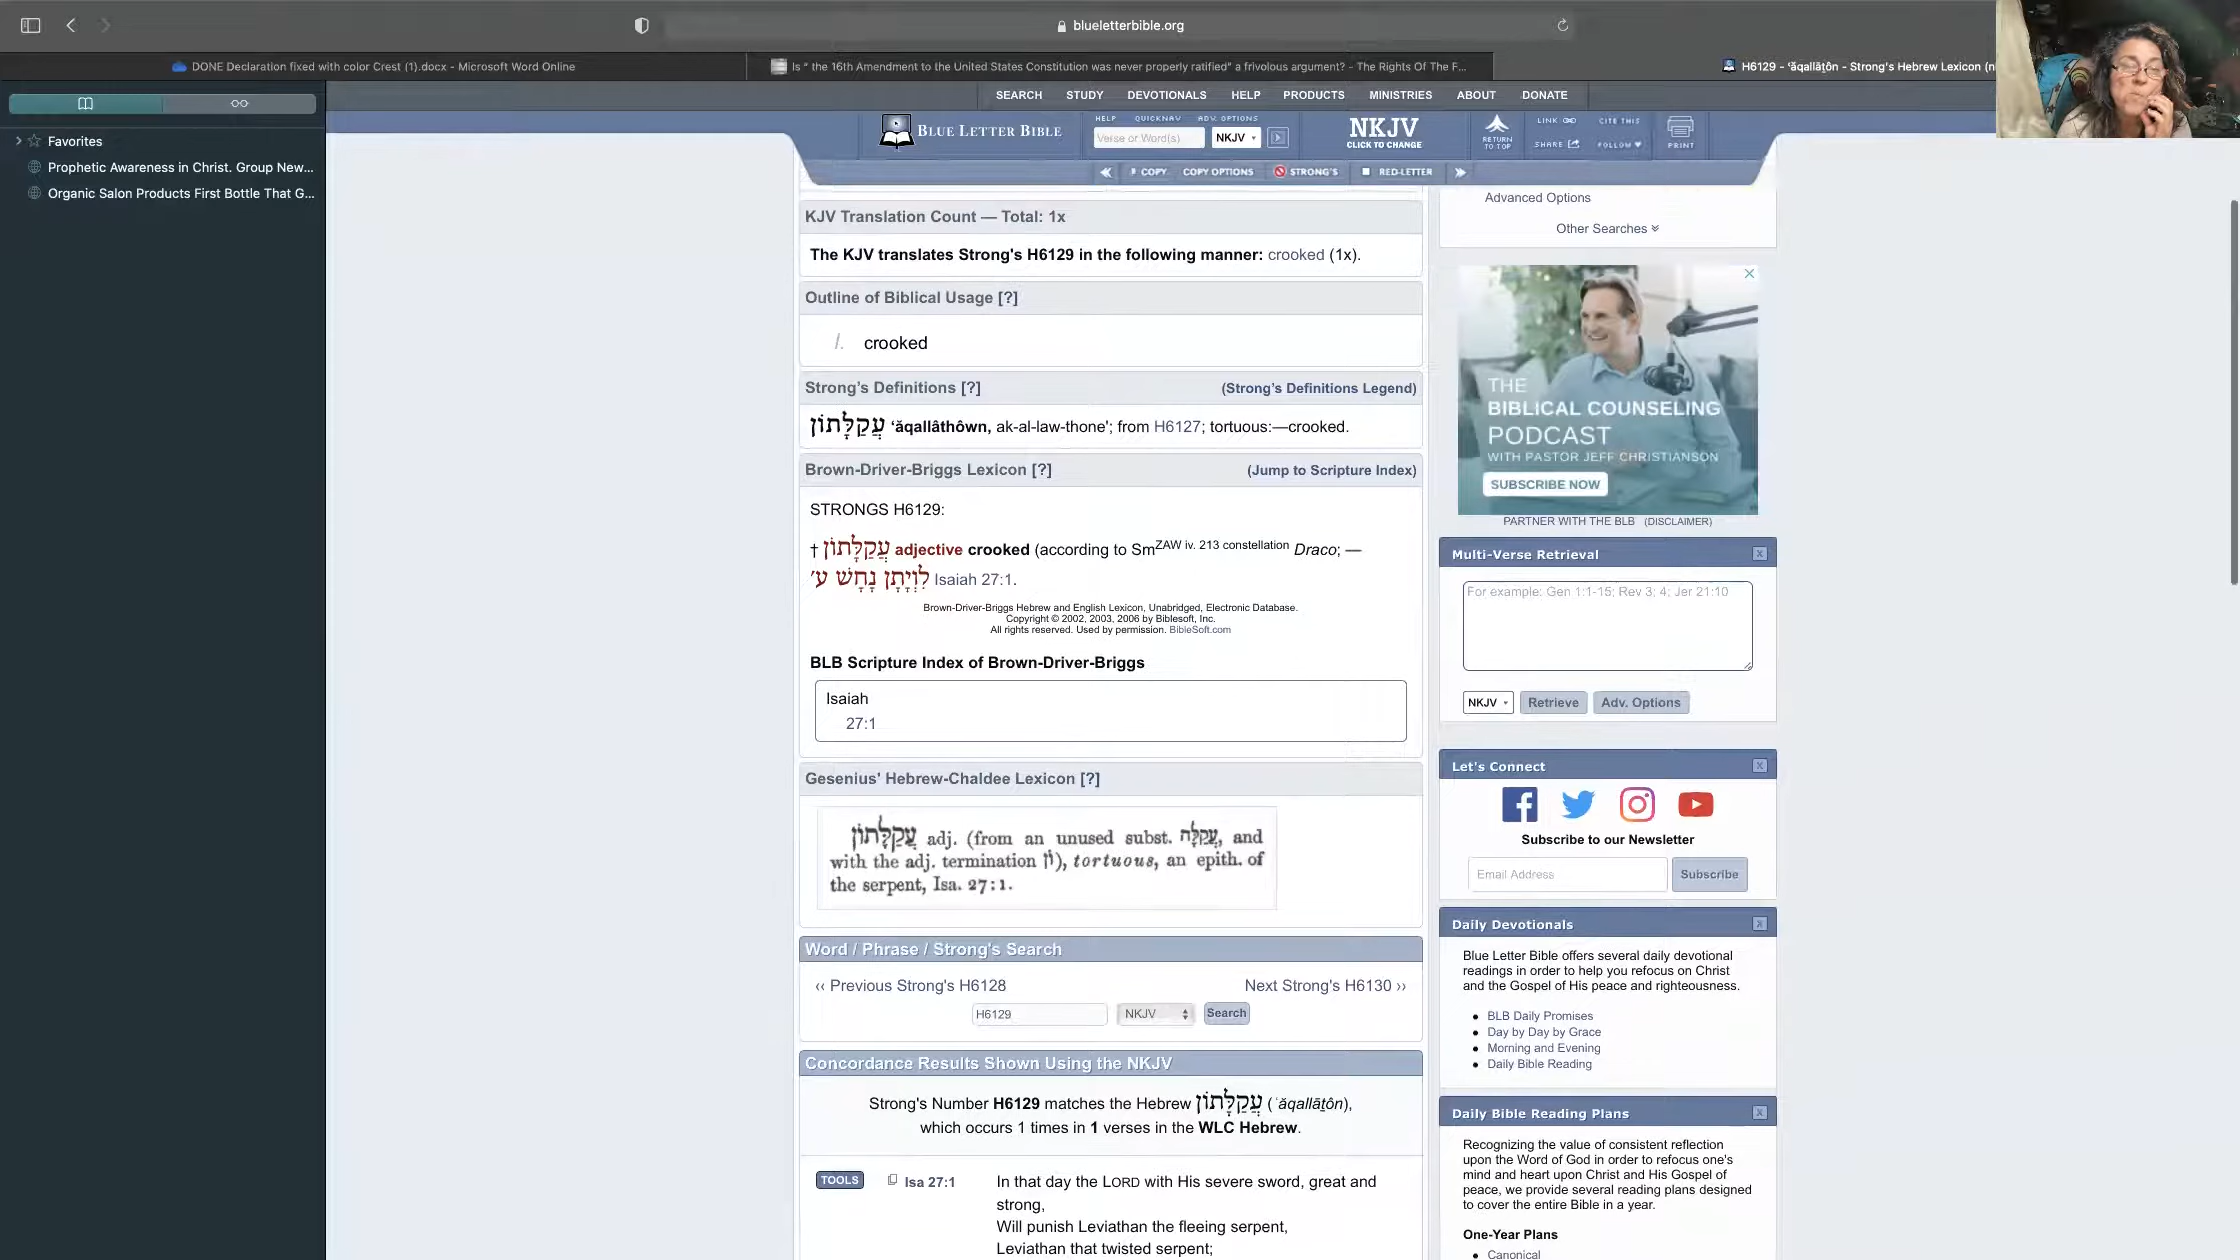 blueletterbible.org
DONE Declaration fixed with color Crest (1).docx - Microsoft Word Online
Is “ the 16th Amendment to the United States Constitution was never properly ratified” a frivolous argument? - The Rights Of The F...
H6129 - ʿăqallāṯôn - Strong's Hebrew Lexicon (n
Favorites
Prophetic Awareness in Christ. Group New...
Organic Salon Products First Bottle That G...
SEARCH STUDY DEVOTIONALS HELP PRODUCTS MINISTRIES ABOUT DONATE
BLUE LETTER BIBLE
HELP QUICKNAV ADV. OPTIONS
Verse or Word(s) NKJV
NKJV
CLICK TO CHANGE
RETURN
TO TOP
LINK CITE THIS
SHARE FOLLOW
PRINT
COPY COPY OPTIONS STRONG'S RED-LETTER
KJV Translation Count — Total: 1x
The KJV translates Strong's H6129 in the following manner: crooked (1x).
Outline of Biblical Usage [?]
I. crooked
Strong’s Definitions [?] (Strong’s Definitions Legend)
עֲקַלָּתוֹן ʻăqallâthôwn, ak-al-law-thone'; from H6127; tortuous:—crooked.
Brown-Driver-Briggs Lexicon [?] (Jump to Scripture Index)
STRONGS H6129:
† עֲקַלָּתוֹן adjective crooked (according to SmZAW iv. 213 constellation Draco; —
לִוְיָתָן נָחָשׁ ע׳ Isaiah 27:1.
Brown-Driver-Briggs Hebrew and English Lexicon, Unabridged, Electronic Database.
Copyright © 2002, 2003, 2006 by Biblesoft, Inc.
All rights reserved. Used by permission. BibleSoft.com
BLB Scripture Index of Brown-Driver-Briggs
Isaiah
27:1
Gesenius' Hebrew-Chaldee Lexicon [?]
עֲקַלָּתוֹן adj. (from an unused subst. עֲקַלָּה, and
with the adj. termination וֹן), tortuous, an epith. of
the serpent, Isa. 27:1.
Word / Phrase / Strong's Search
‹‹ Previous Strong's H6128 Next Strong's H6130 ››
H6129 NKJV Search
Concordance Results Shown Using the NKJV
Strong's Number H6129 matches the Hebrew עֲקַלָּתוֹן (ʿăqallāṯôn),
which occurs 1 times in 1 verses in the WLC Hebrew.
TOOLS Isa 27:1 In that day the LORD with His severe sword, great and
strong,
Will punish Leviathan the fleeing serpent,
Leviathan that twisted serpent;
Advanced Options
Other Searches
THE
BIBLICAL COUNSELING
PODCAST
WITH PASTOR JEFF CHRISTIANSON
SUBSCRIBE NOW
PARTNER WITH THE BLB (DISCLAIMER)
Multi-Verse Retrieval x
For example: Gen 1:1-15; Rev 3; 4; Jer 21:10
NKJV Retrieve Adv. Options
Let's Connect x
Subscribe to our Newsletter
Email Address Subscribe
Daily Devotionals x
Blue Letter Bible offers several daily devotional
readings in order to help you refocus on Christ
and the Gospel of His peace and righteousness.
• BLB Daily Promises
• Day by Day by Grace
• Morning and Evening
• Daily Bible Reading
Daily Bible Reading Plans x
Recognizing the value of consistent reflection
upon the Word of God in order to refocus one's
mind and heart upon Christ and His Gospel of
peace, we provide several reading plans designed
to cover the entire Bible in a year.
One-Year Plans
• Canonical